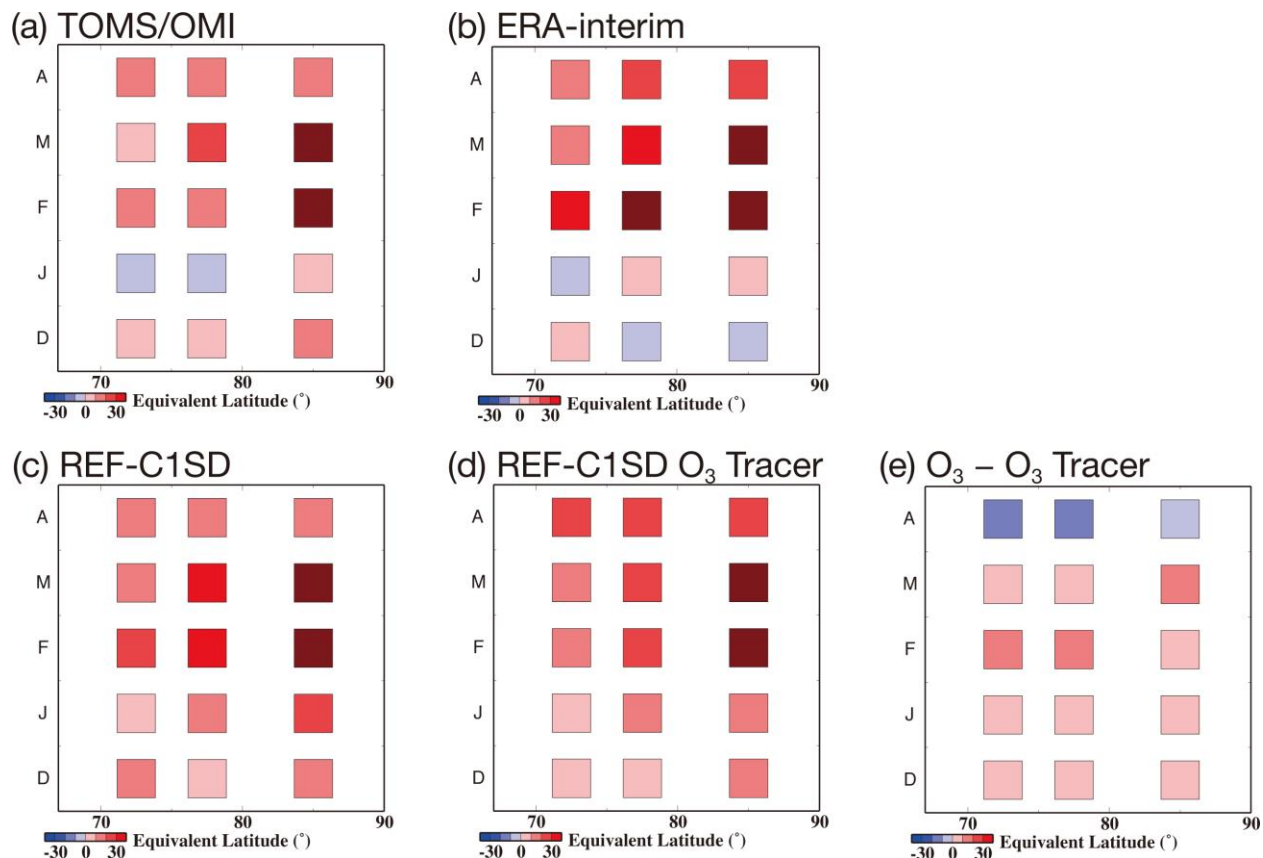 (a) TOMS/OMI
A
M
F
J
D
70 80 90
-30 0 30 Equivalent Latitude (°)
(b) ERA-interim
A
M
F
J
D
70 80 90
-30 0 30 Equivalent Latitude (°)
(c) REF-C1SD
A
M
F
J
D
70 80 90
-30 0 30 Equivalent Latitude (°)
(d) REF-C1SD O₃ Tracer
A
M
F
J
D
70 80 90
-30 0 30 Equivalent Latitude (°)
(e) O₃ – O₃ Tracer
A
M
F
J
D
70 80 90
-30 0 30 Equivalent Latitude (°)